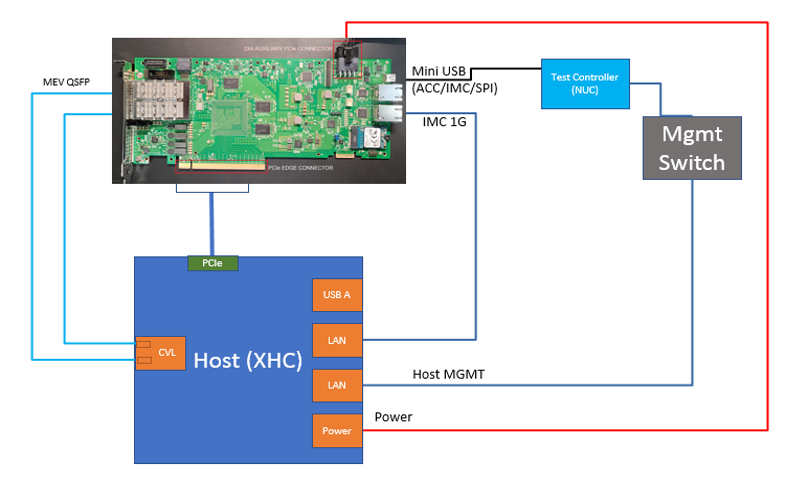 2X4 AUXILIARY PCIe CONNECTOR
MEV QSFP
Mini USB
(ACC/IMC/SPI)
IMC 1G
Test Controller
(NUC)
Mgmt
Switch
PCIe EDGE CONNECTOR
PCIe
USB A
LAN
CVL
Host (XHC)
LAN
Host MGMT
Power
Power